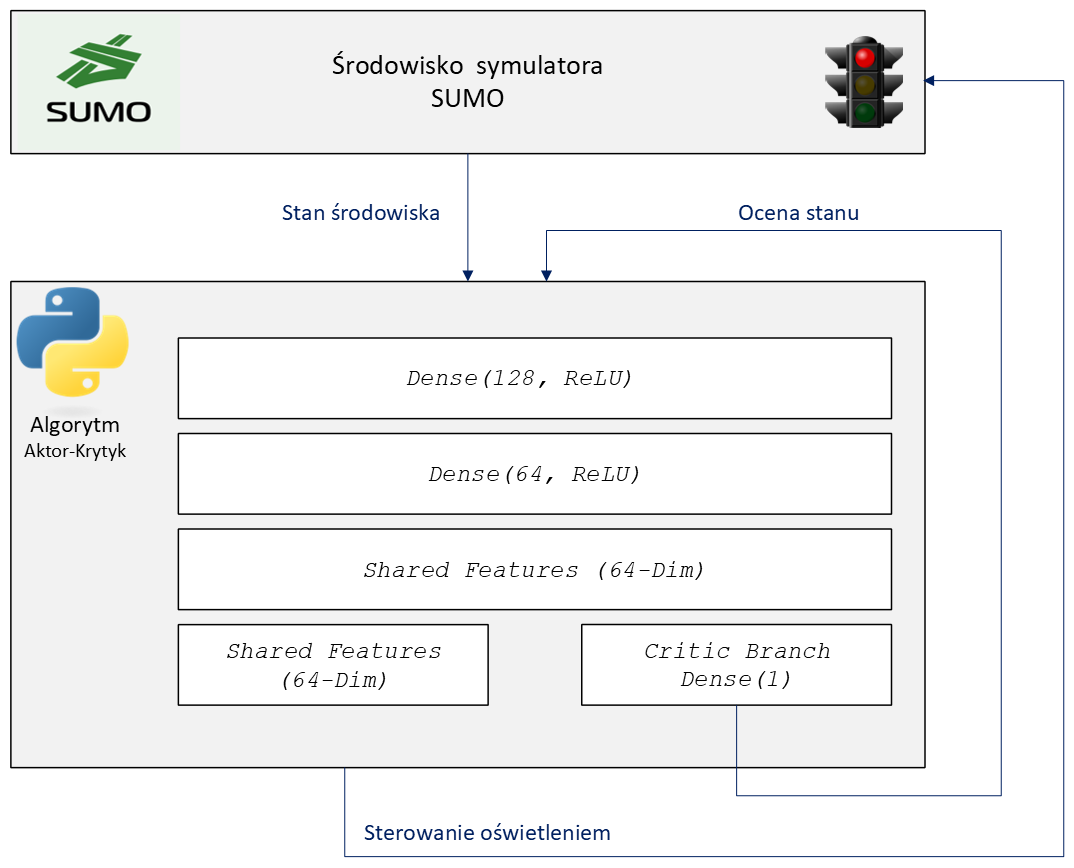 SUMO
Środowisko symulatora
SUMO
Stan środowiska
Ocena stanu
Algorytm
Aktor-Krytyk
Dense(128, ReLU)
Dense(64, ReLU)
Shared Features (64-Dim)
Shared Features
(64-Dim)
Critic Branch
Dense(1)
Sterowanie oświetleniem